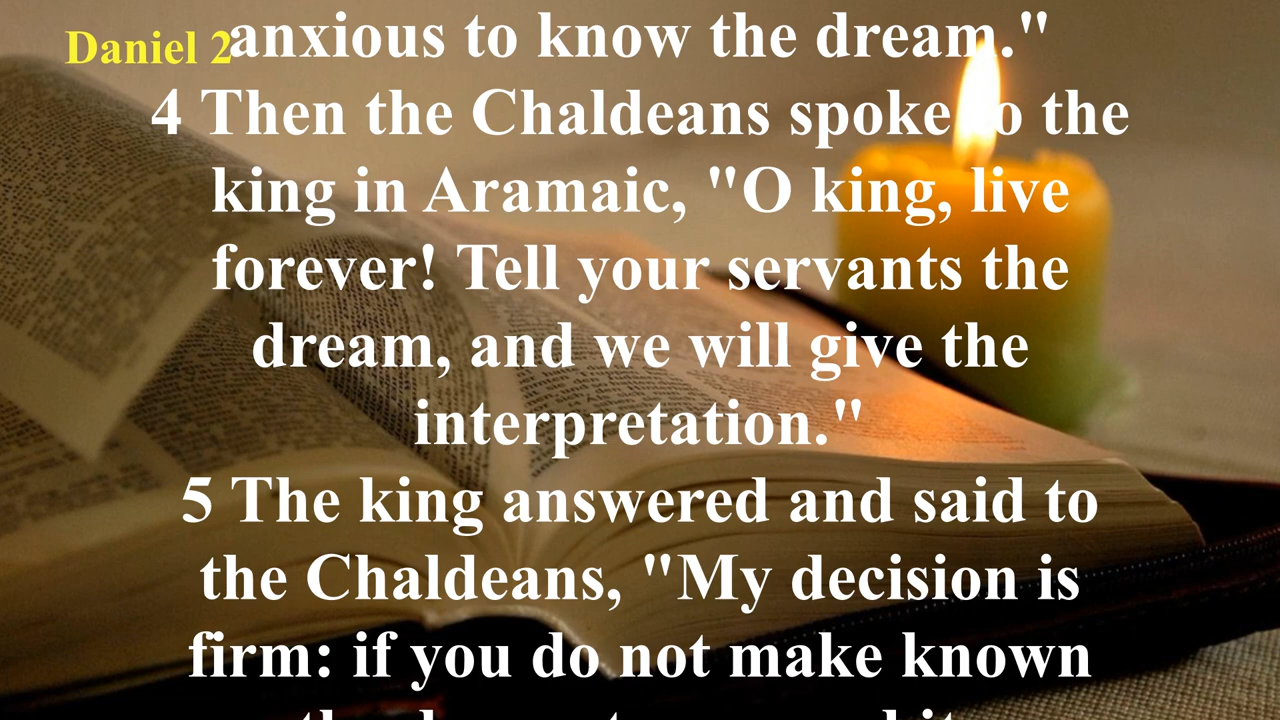 Daniel 2
anxious to know the dream."
4 Then the Chaldeans spoke to the
king in Aramaic, "O king, live
forever! Tell your servants the
dream, and we will give the
interpretation."
5 The king answered and said to
the Chaldeans, "My decision is
firm: if you do not make known